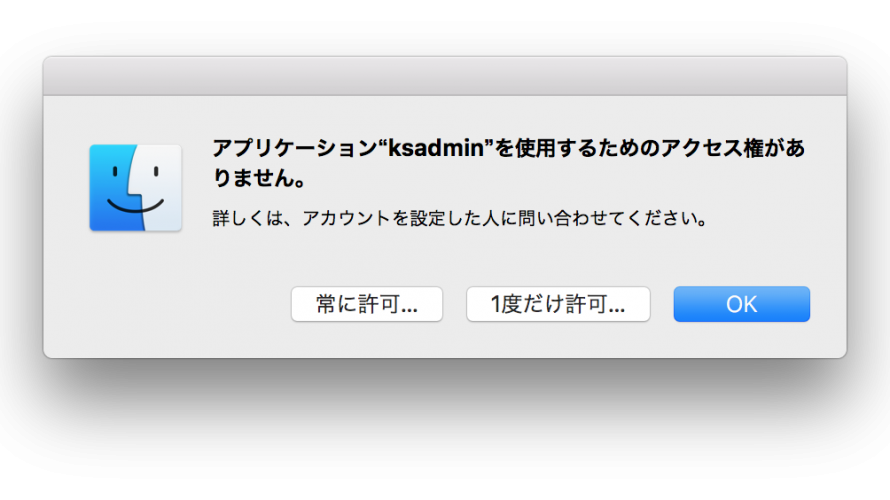 アプリケーション“ksadmin”を使用するためのアクセス権があ
りません。
詳しくは、アカウントを設定した人に問い合わせてください。
常に許可... 1度だけ許可... OK